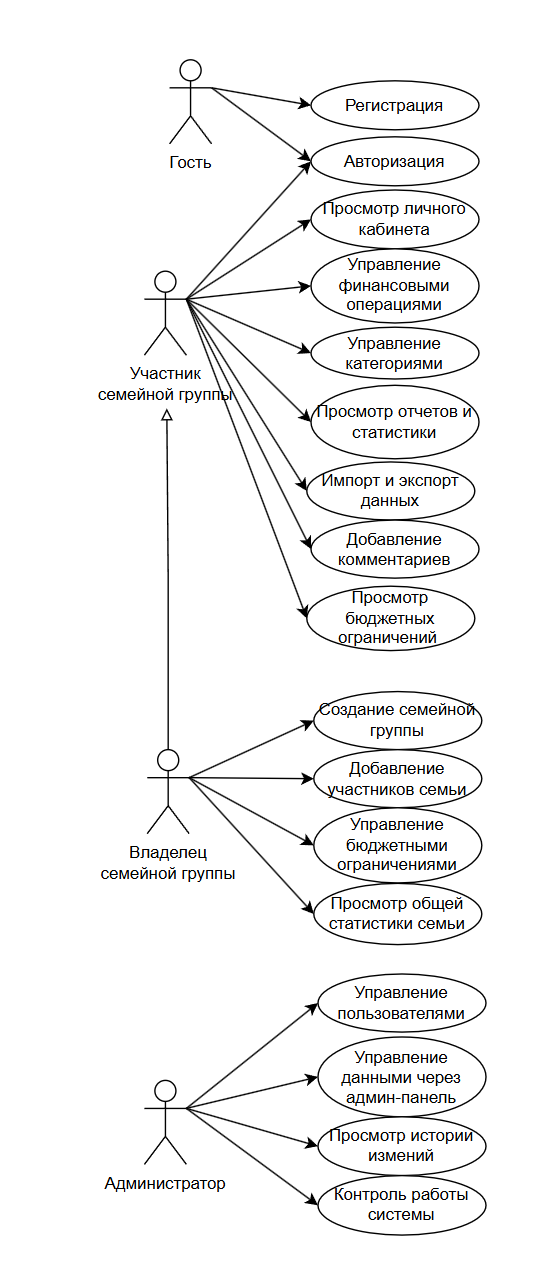 Гость
Регистрация
Авторизация
Просмотр личного
кабинета
Управление
финансовыми
операциями
Управление
категориями
Участник
семейной группы
Просмотр отчетов и
статистики
Импорт и экспорт
данных
Добавление
комментариев
Просмотр
бюджетных
ограничений
Создание семейной
группы
Добавление
участников семьи
Управление
бюджетными
ограничениями
Владелец
семейной группы
Просмотр общей
статистики семьи
Управление
пользователями
Управление
данными через
админ-панель
Просмотр истории
измений
Администратор
Контроль работы
системы